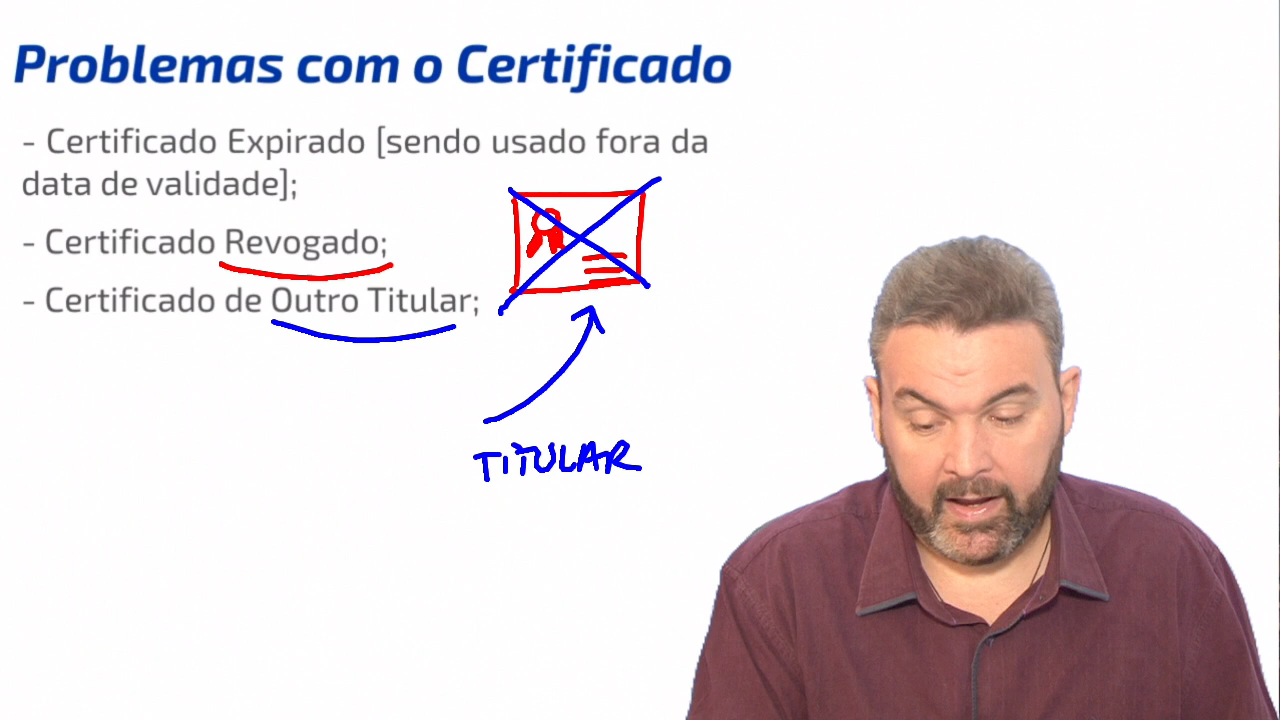 Problemas com o Certificado
- Certificado Expirado [sendo usado fora da
data de validade];
- Certificado Revogado;
- Certificado de Outro Titular;
TITULAR